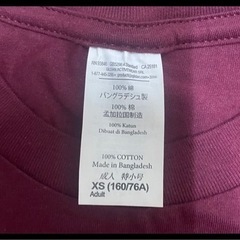 100% 綿
バングラデシュ製
100% 棉
孟加拉国制造
100% Katun
Dibuat di Bangladesh
100% COTTON
Made in Bangladesh
成人 特小号
XS (160/76A)
Adult